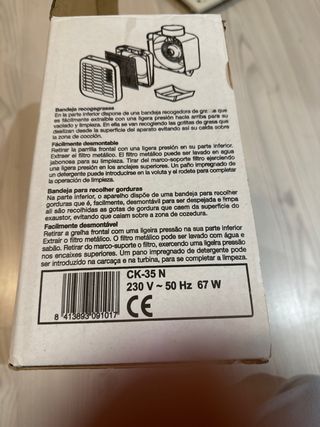 Bandeja recogegrasas
En la parte inferior dispone de una bandeja recogedora de que
es fácilmente extraible con una ligera presión hacia arriba para su
vaciado y limpieza. En ella se van recogiendo las gotitas de grasa que
deslizan desde la superficie del aparato evitando así su caída sobre
la zona de cocción.
Fácilmente desmontable
Retirar la parrilla frontal con una ligera presión en su parte inferior.
Extraer el filtro metálico. El filtro metálico puede ser lavado en agua
jabonosa para su limpieza. Tirar del marco-soporte filtro ejerciendo
una ligera presión en los anclajes superiores. Un paño impregnado de
un detergente puede introducirse en la voluta y el rodete para completar
la operación de limpieza.
Bandeja para recolher gorduras
Na parte inferior, o aparelho dispõe de uma bandeja para recolher
gorduras que é, facilmente, desmontável para ser despejada e limpa
ali são recolhidas as gotas de gordura que caem da superfície do
exaustor, evitando que caiam sobre a zona de cozedura.
Facilmente desmontável
Retirar a grelha frontal com uma ligeira pressão na sua parte inferior
Extrair o filtro metálico. O filtro metálico pode ser lavado com água e
sabão. Retirar do marco-suporte o filtro, exercendo uma ligeira pressão
nos encaixes superiores. Um pano impregnado de detergente pode
ser introduzido na carcaça e na turbina, para se completar a limpeza.
CK-35 N
230 V ~ 50 Hz 67 W
CE
8 413893 091017